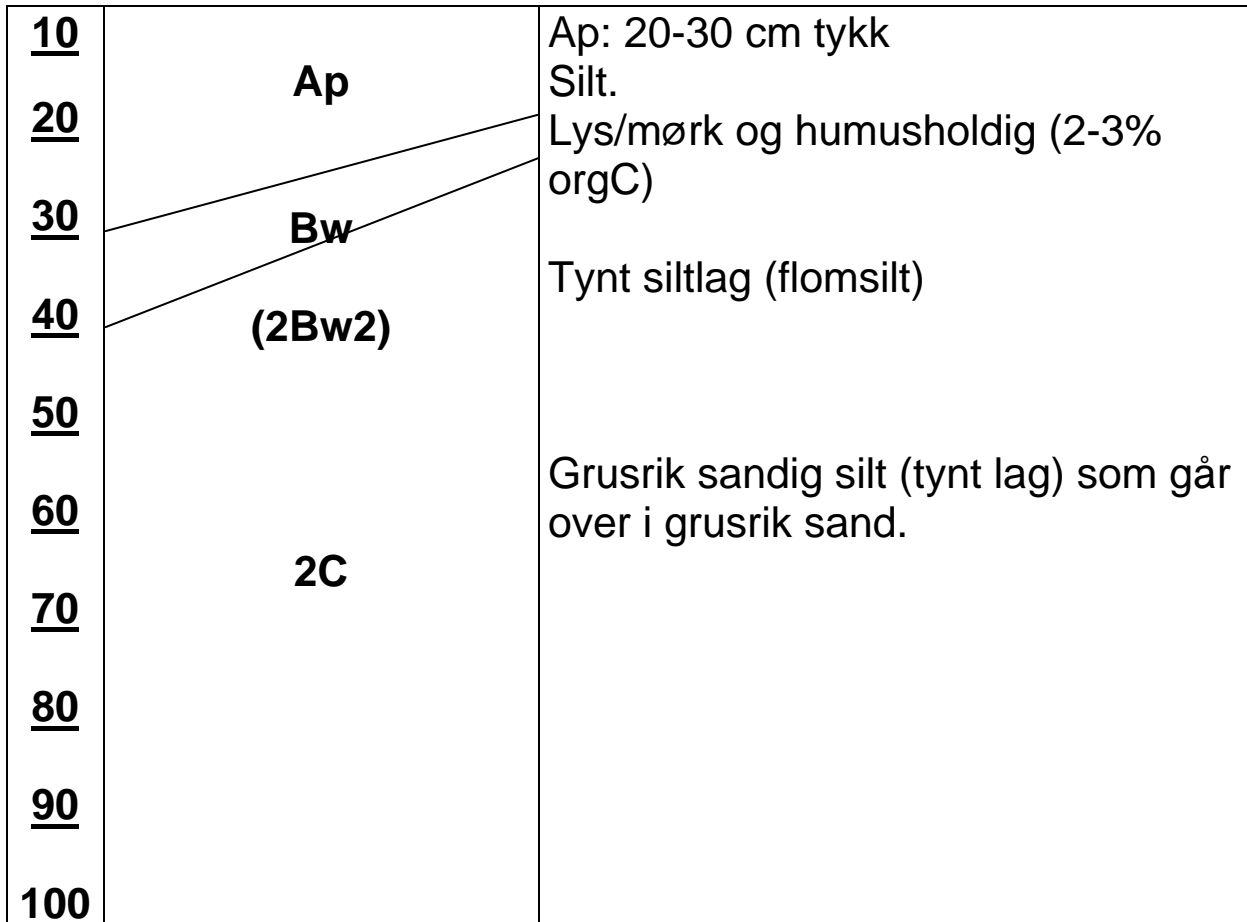 10
20
30
40
50
60
70
80
90
100
Ap
Bw
(2Bw2)
2C
Ap: 20-30 cm tykk
Silt.
Lys/mørk og humusholdig (2-3%
orgC)
Tynt siltlag (flomsilt)
Grusrik sandig silt (tynt lag) som går
over i grusrik sand.